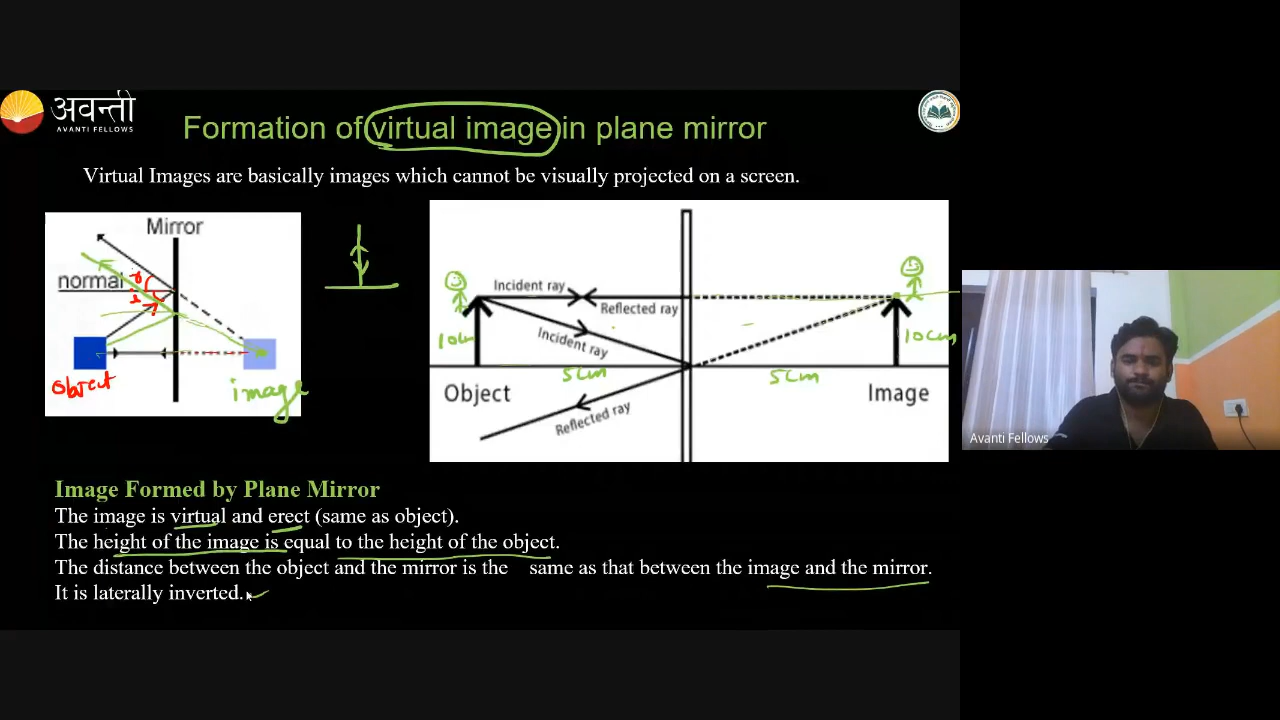 अवन्ती
AVANTI FELLOWS
Formation of virtual image in plane mirror
Virtual Images are basically images which cannot be visually projected on a screen.
Mirror
normal
r
i
object
image
Incident ray
Reflected ray
Incident ray
Reflected ray
10cm
10cm
5cm
5cm
Object
Image
Avanti Fellows
Image Formed by Plane Mirror
The image is virtual and erect (same as object).
The height of the image is equal to the height of the object.
The distance between the object and the mirror is the same as that between the image and the mirror.
It is laterally inverted.